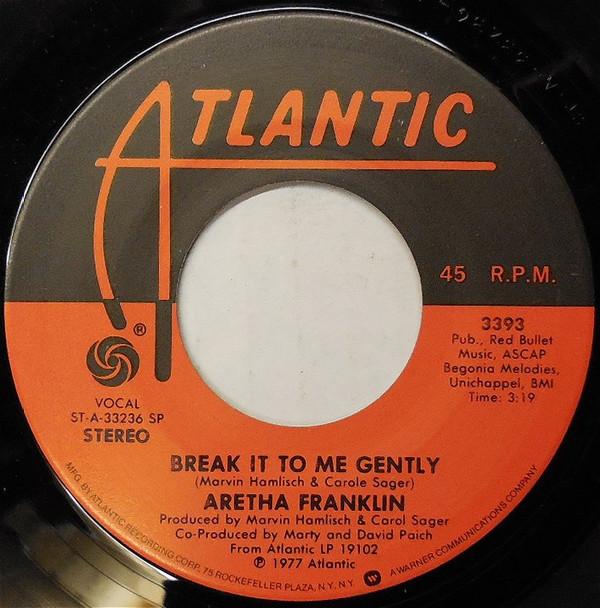 ATLANTIC
45 R.P.M.
®
3393
Pub., Red Bullet
Music, ASCAP
Begonia Melodies,
Unichappel, BMI
Time: 3:19
VOCAL
ST-A-33236 SP
STEREO
BREAK IT TO ME GENTLY
(Marvin Hamlisch & Carole Sager)
ARETHA FRANKLIN
Produced by Marvin Hamlisch & Carol Sager
Co-Produced by Marty and David Paich
From Atlantic LP 19102
℗ 1977 Atlantic
MFG. BY ATLANTIC RECORDING CORP. 75 ROCKEFELLER PLAZA, N.Y. N.Y. A WARNER COMMUNICATIONS COMPANY